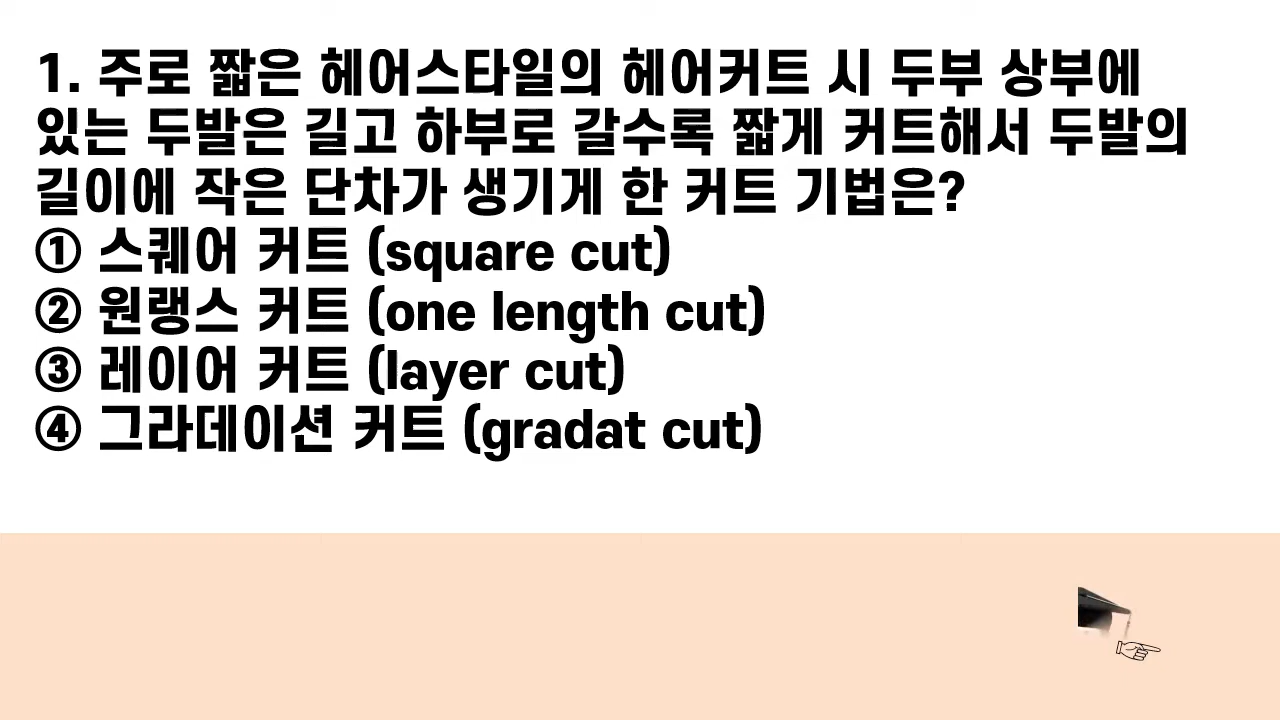 1. 주로 짧은 헤어스타일의 헤어커트 시 두부 상부에
있는 두발은 길고 하부로 갈수록 짧게 커트해서 두발의
길이에 작은 단차가 생기게 한 커트 기법은?
① 스퀘어 커트 (square cut)
② 원랭스 커트 (one length cut)
③ 레이어 커트 (layer cut)
④ 그라데이션 커트 (gradat cut)